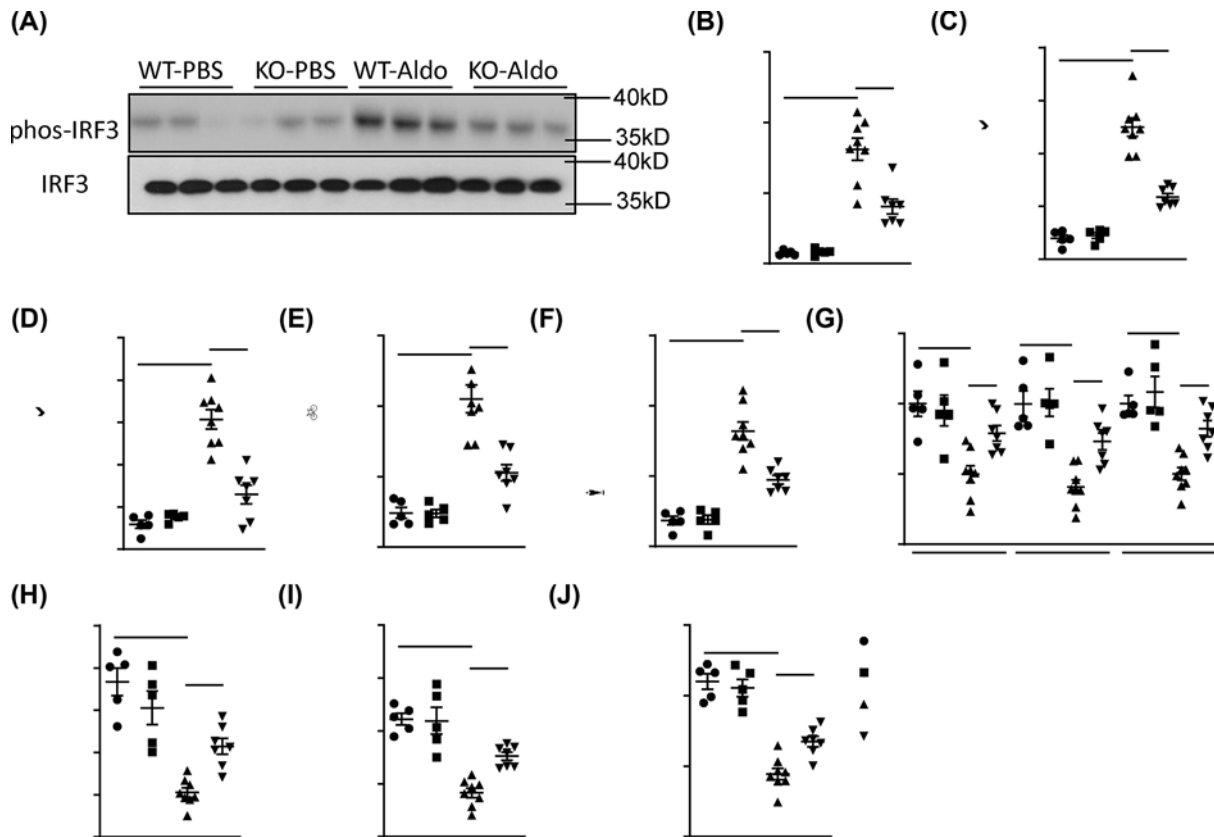 (A)
(B)
(C)
WT-PBS KO-PBS WT-Aldo KO-Aldo
phos-IRF3
40kD
35kD
IRF3
40kD
35kD
(D)
(E)
(F)
(G)
(H)
(I)
(J)